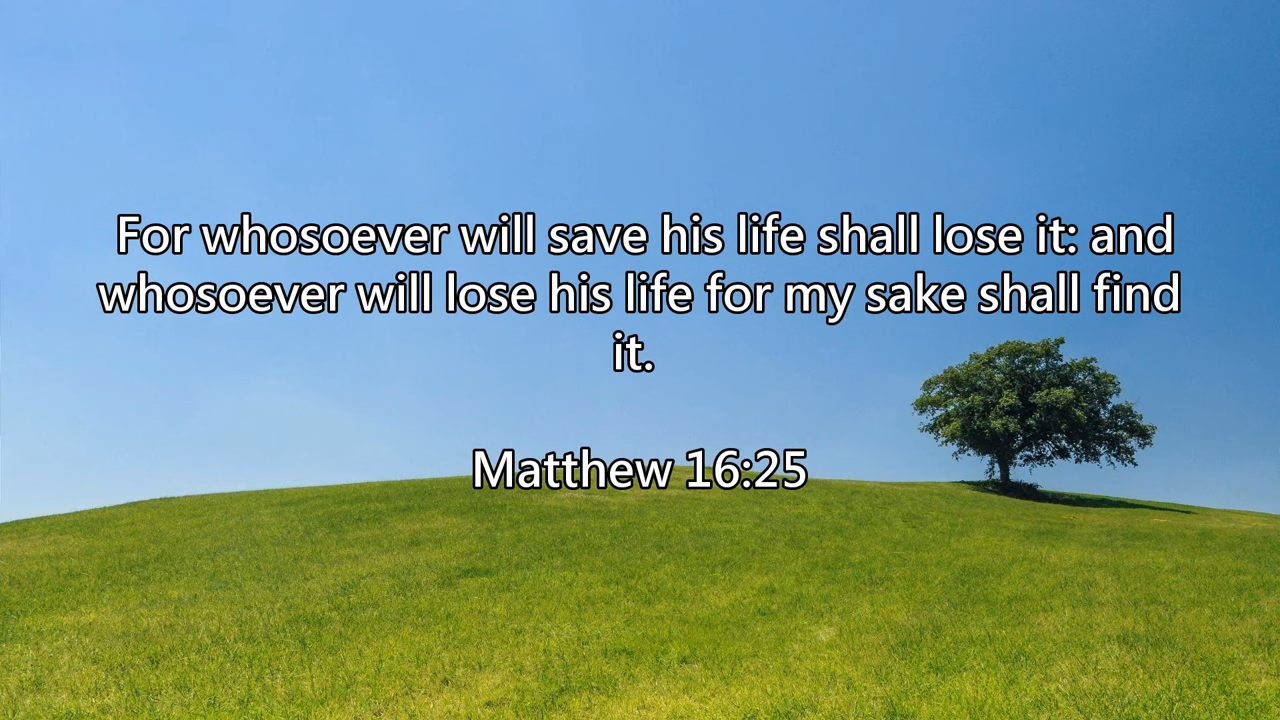 For whosoever will save his life shall lose it: and
whosoever will lose his life for my sake shall find
it.
Matthew 16:25